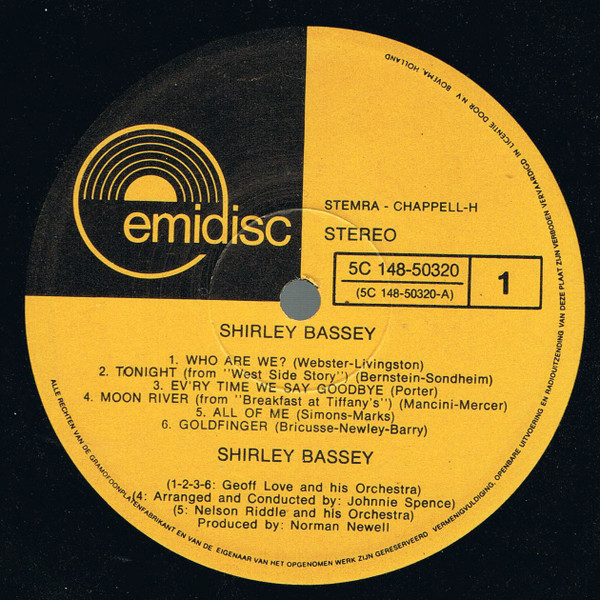 emidisc
STEMRA - CHAPPELL-H
STEREO
5C 148-50320
(5C 148-50320-A)
1
SHIRLEY BASSEY
1. WHO ARE WE? (Webster-Livingston)
2. TONIGHT (from "West Side Story") (Bernstein-Sondheim)
3. EV'RY TIME WE SAY GOODBYE (Porter)
4. MOON RIVER (from "Breakfast at Tiffany's") (Mancini-Mercer)
5. ALL OF ME (Simons-Marks)
6. GOLDFINGER (Bricusse-Newley-Barry)
SHIRLEY BASSEY
(1-2-3-6: Geoff Love and his Orchestra)
(4: Arranged and Conducted by: Johnnie Spence)
(5: Nelson Riddle and his Orchestra)
Produced by: Norman Newell
ALLE RECHTEN VAN DE GRAMOFOONPLATENFABRIKANT EN VAN DE EIGENAAR VAN HET OPGENOMEN WERK ZIJN GERESERVEERD VERMENIGVULDIGING, OPENBARE UITVOERING EN RADIOUITZENDING VAN DEZE PLAAT ZIJN VERBODEN VERVAARDIGD IN LICENTIE DOOR N.V. BOVEMA, HOLLAND